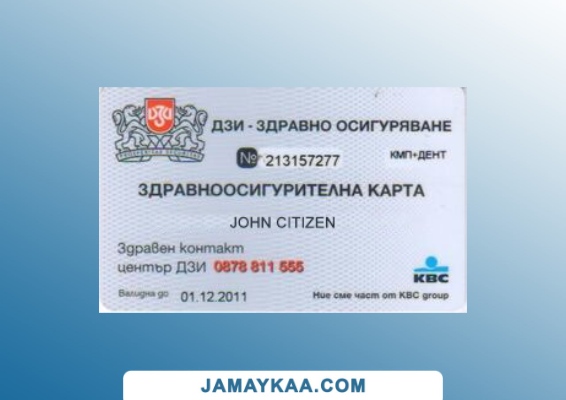 ДЗИ
ДЗИ - ЗДРАВНО ОСИГУРЯВАНЕ
№ 213157277
КМП+ДЕНТ
ЗДРАВНООСИГУРИТЕЛНА КАРТА
JOHN CITIZEN
Здравен контакт
център ДЗИ 0878 811 555
KBC
Валидна до 01.12.2011
Ние сме част от KBC group
JAMAYKAA.COM